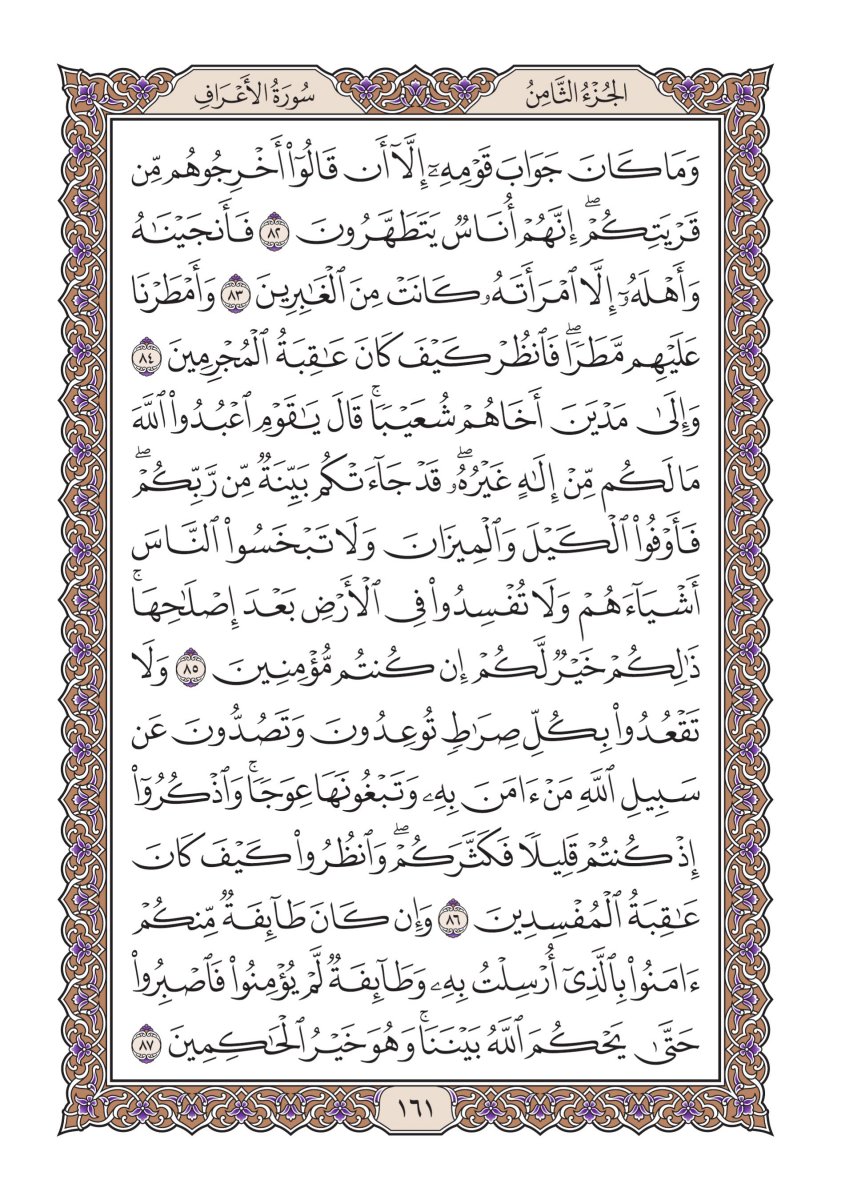 الجُزْءُ الثَّامِنُ
سُورَةُ الأَعْرَافِ
وَمَا كَانَ جَوَابَ قَوْمِهِۦٓ إِلَّآ أَن قَالُوٓا۟ أَخْرِجُوهُم مِّن
قَرْيَتِكُمْ ۖ إِنَّهُمْ أُنَاسٌ يَتَطَهَّرُونَ ٨٢ فَأَنجَيْنَـٰهُ
وَأَهْلَهُۥٓ إِلَّا ٱمْرَأَتَهُۥ كَانَتْ مِنَ ٱلْغَـٰبِرِينَ ٨٣ وَأَمْطَرْنَا
عَلَيْهِم مَّطَرًا ۖ فَٱنظُرْ كَيْفَ كَانَ عَـٰقِبَةُ ٱلْمُجْرِمِينَ ٨٤
وَإِلَىٰ مَدْيَنَ أَخَاهُمْ شُعَيْبًا ۚ قَالَ يَـٰقَوْمِ ٱعْبُدُوا۟ ٱللَّهَ
مَا لَكُم مِّنْ إِلَـٰهٍ غَيْرُهُۥ ۖ قَدْ جَآءَتْكُم بَيِّنَةٌ مِّن رَّبِّكُمْ ۖ
فَأَوْفُوا۟ ٱلْكَيْلَ وَٱلْمِيزَانَ وَلَا تَبْخَسُوا۟ ٱلنَّاسَ
أَشْيَآءَهُمْ وَلَا تُفْسِدُوا۟ فِى ٱلْأَرْضِ بَعْدَ إِصْلَـٰحِهَا ۚ
ذَٰلِكُمْ خَيْرٌ لَّكُمْ إِن كُنتُم مُّؤْمِنِينَ ٨٥ وَلَا
تَقْعُدُوا۟ بِكُلِّ صِرَٰطٍ تُوعِدُونَ وَتَصُدُّونَ عَن
سَبِيلِ ٱللَّهِ مَنْ ءَامَنَ بِهِۦ وَتَبْغُونَهَا عِوَجًا ۚ وَٱذْكُرُوٓا۟
إِذْ كُنتُمْ قَلِيلًا فَكَثَّرَكُمْ ۖ وَٱنظُرُوا۟ كَيْفَ كَانَ
عَـٰقِبَةُ ٱلْمُفْسِدِينَ ٨٦ وَإِن كَانَ طَآئِفَةٌ مِّنكُمْ
ءَامَنُوا۟ بِٱلَّذِىٓ أُرْسِلْتُ بِهِۦ وَطَآئِفَةٌ لَّمْ يُؤْمِنُوا۟ فَٱصْبِرُوا۟
حَتَّىٰ يَحْكُمَ ٱللَّهُ بَيْنَنَا ۚ وَهُوَ خَيْرُ ٱلْحَـٰكِمِينَ ٨٧
١٦١